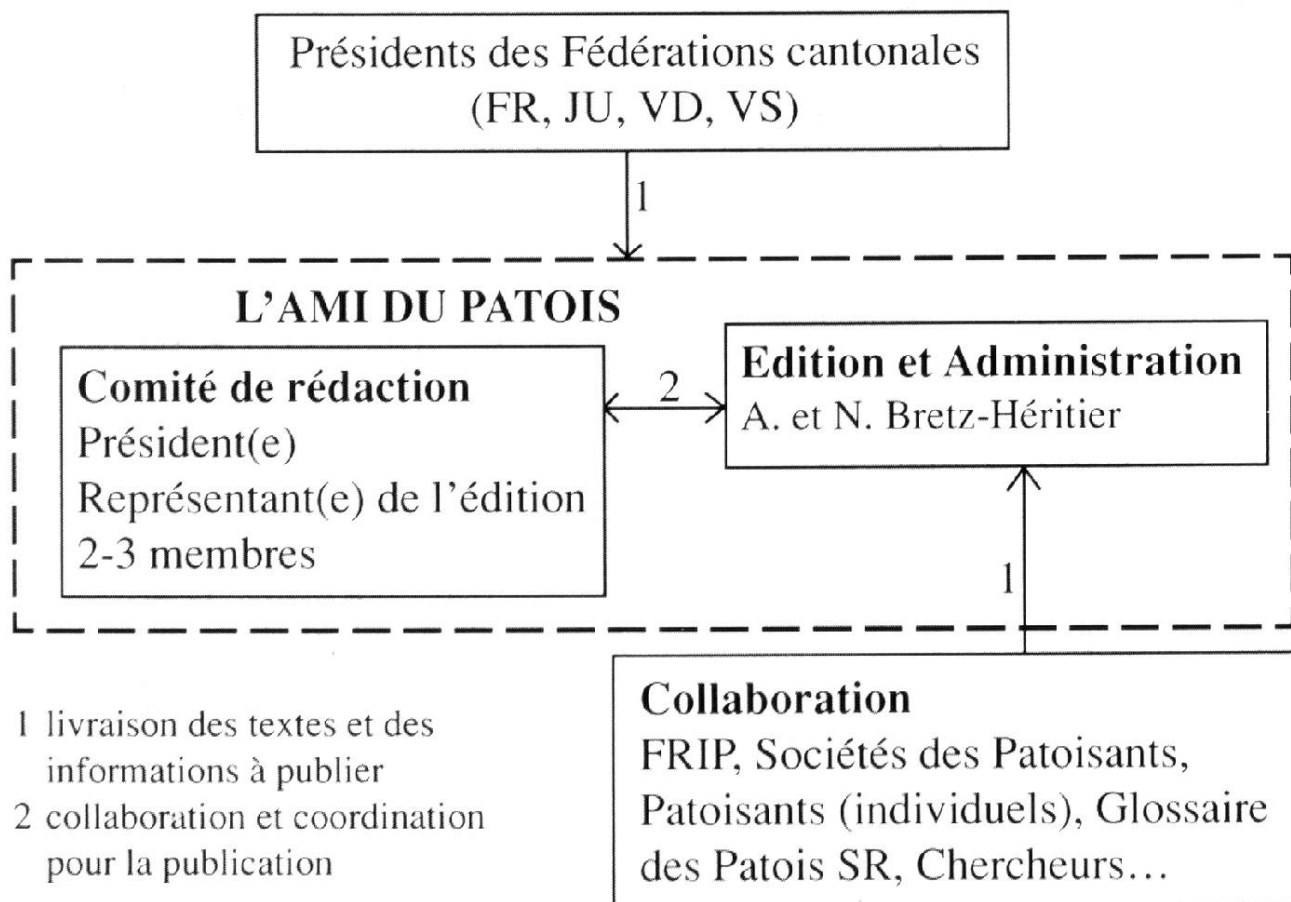 Présidents des Fédérations cantonales
(FR, JU, VD, VS)
1
L'AMI DU PATOIS
Comité de rédaction
Président(e)
Représentant(e) de l'édition
2-3 membres
2
Edition et Administration
A. et N. Bretz-Héritier
1
Collaboration
FRIP, Sociétés des Patoisants,
Patoisants (individuels), Glossaire
des Patois SR, Chercheurs…
1 livraison des textes et des
informations à publier
2 collaboration et coordination
pour la publication